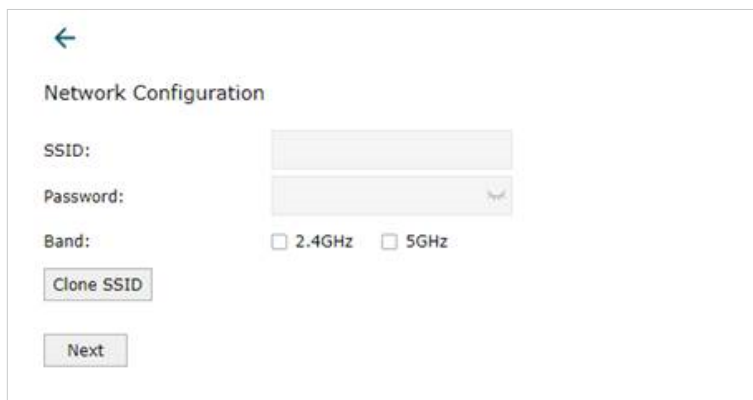 Network Configuration
SSID:
Password:
Band: 2.4GHz 5GHz
Clone SSID
Next